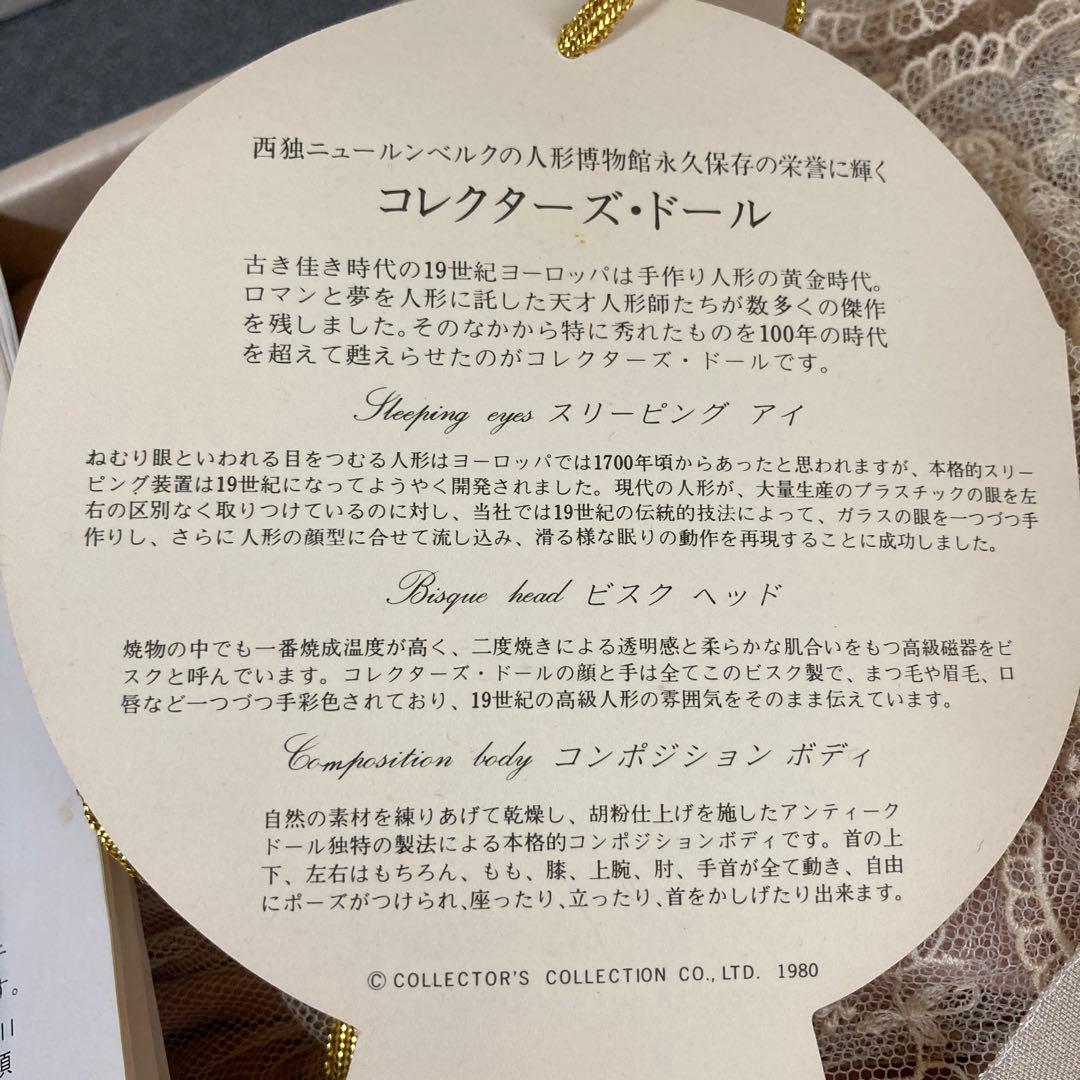 西独ニュールンベルクの人形博物館永久保存の栄誉に輝く
コレクターズ・ドール
古き佳き時代の19世紀ヨーロッパは手作り人形の黄金時代。
ロマンと夢を人形に託した天才人形師たちが数多くの傑作
を残しました。そのなかから特に秀れたものを100年の時代
を超えて甦えらせたのがコレクターズ・ドールです。
Sleeping eyes スリーピング アイ
ねむり眼といわれる目をつむる人形はヨーロッパでは1700年頃からあったと思われますが、本格的スリー
ピング装置は19世紀になってようやく開発されました。現代の人形が、大量生産のプラスチックの眼を左
右の区別なく取りつけているのに対し、当社では19世紀の伝統的技法によって、ガラスの眼を一つづつ手
作りし、さらに人形の顔型に合せて流し込み、滑る様な眠りの動作を再現することに成功しました。
Bisque head ビスク ヘッド
焼物の中でも一番焼成温度が高く、二度焼きによる透明感と柔らかな肌合いをもつ高級磁器をビ
スクと呼んでいます。コレクターズ・ドールの顔と手は全てこのビスク製で、まつ毛や眉毛、口
唇など一つづつ手彩色されており、19世紀の高級人形の雰囲気をそのまま伝えています。
Composition body コンポジション ボディ
自然の素材を練りあげて乾燥し、胡粉仕上げを施したアンティーク
ドール独特の製法による本格的コンポジションボディです。首の上
下、左右はもちろん、もも、膝、上腕、肘、手首が全て動き、自由
にポーズがつけられ、座ったり、立ったり、首をかしげたり出来ます。
© COLLECTOR'S COLLECTION CO., LTD. 1980
す。
川